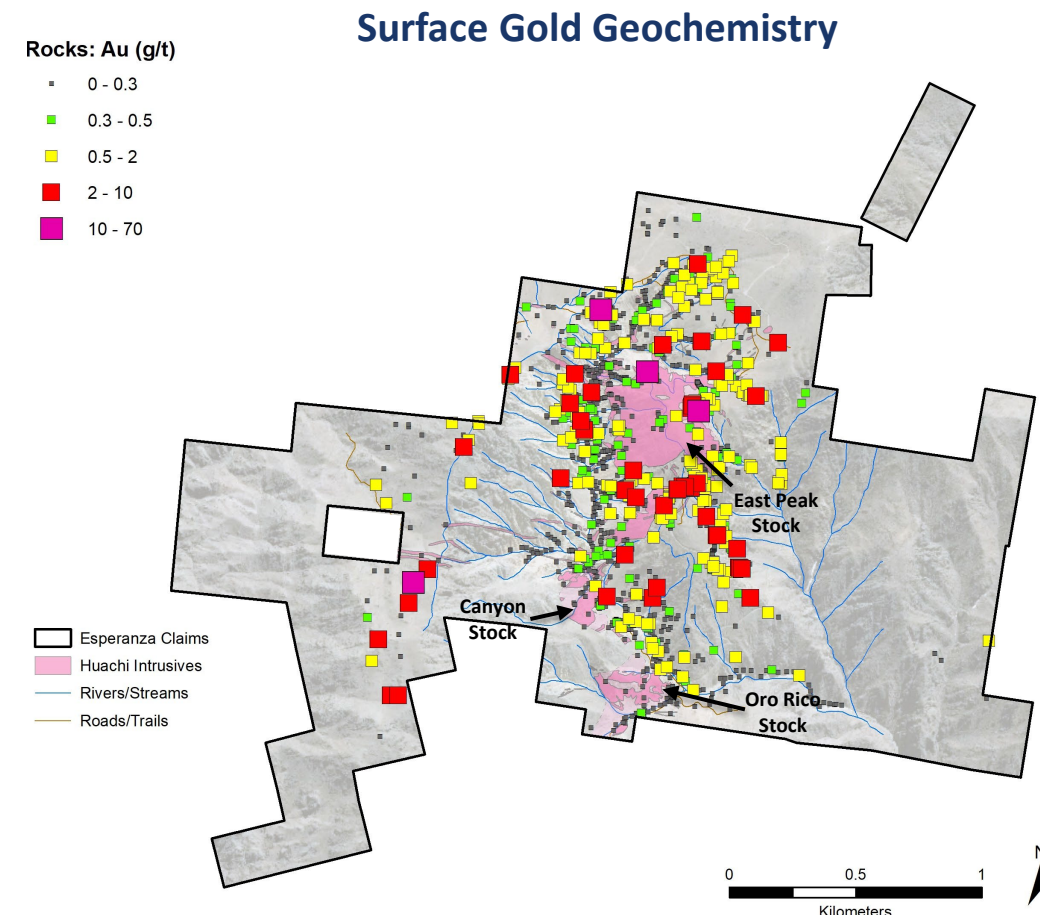 Surface Gold Geochemistry
Rocks: Au (g/t)
0 - 0.3
0.3 - 0.5
0.5 - 2
2 - 10
10 - 70
East Peak
Stock
Canyon
Stock
Oro Rico
Stock
Esperanza Claims
Huachi Intrusives
Rivers/Streams
Roads/Trails
N
0 0.5 1
Kilometers